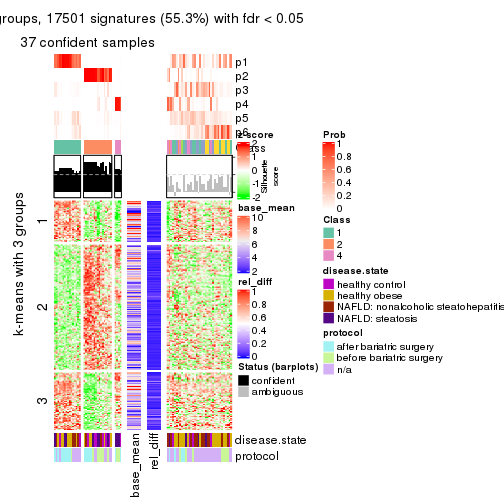 groups, 17501 signatures (55.3%) with fdr < 0.05
37 confident samples
p1
p2
p3
p4
p5
p6
z-score
2
1
0
-1
-2
Silhouette
score
k-means with 3 groups
1
2
3
base_mean
10
8
6
4
2
rel_diff
1
0.8
0.6
0.4
0.2
0
Status (barplots)
confident
ambiguous
Prob
1
0.8
0.6
0.4
0.2
0
Class
1
2
4
disease.state
healthy control
healthy obese
NAFLD: nonalcoholic steatohepatitis
NAFLD: steatosis
protocol
after bariatric surgery
before bariatric surgery
n/a
disease.state
protocol
base_mean
rel_diff